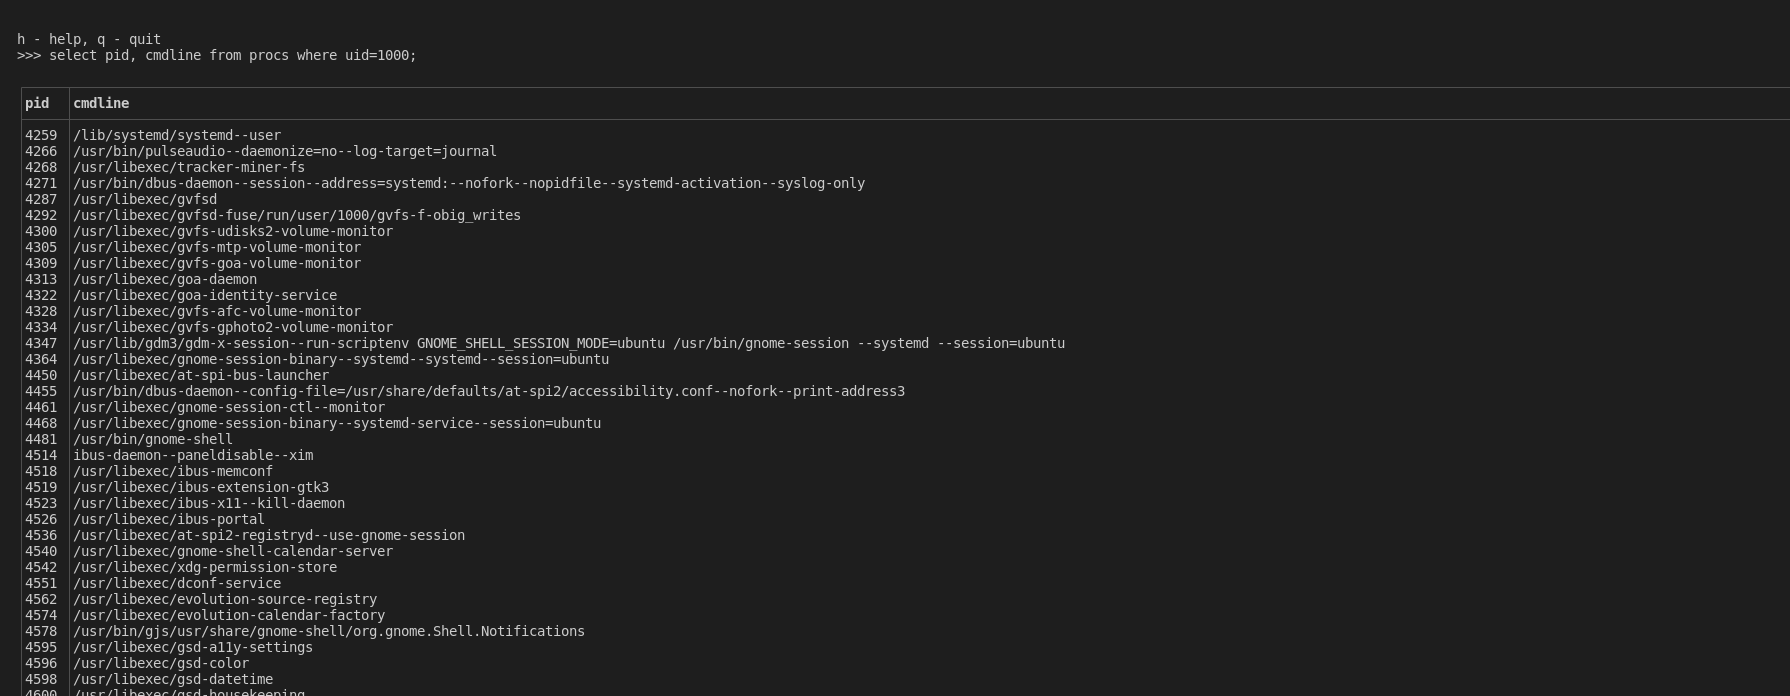 h - help, q - quit
>>> select pid, cmdline from procs where uid=1000;
pid cmdline
4259 /lib/systemd/systemd--user
4266 /usr/bin/pulseaudio--daemonize=no--log-target=journal
4268 /usr/libexec/tracker-miner-fs
4271 /usr/bin/dbus-daemon--session--address=systemd:--nofork--nopidfile--systemd-activation--syslog-only
4287 /usr/libexec/gvfsd
4292 /usr/libexec/gvfsd-fuse/run/user/1000/gvfs-f-obig_writes
4300 /usr/libexec/gvfs-udisks2-volume-monitor
4305 /usr/libexec/gvfs-mtp-volume-monitor
4309 /usr/libexec/gvfs-goa-volume-monitor
4313 /usr/libexec/goa-daemon
4322 /usr/libexec/goa-identity-service
4328 /usr/libexec/gvfs-afc-volume-monitor
4334 /usr/libexec/gvfs-gphoto2-volume-monitor
4347 /usr/lib/gdm3/gdm-x-session--run-scriptenv GNOME_SHELL_SESSION_MODE=ubuntu /usr/bin/gnome-session --systemd --session=ubuntu
4364 /usr/libexec/gnome-session-binary--systemd--systemd--session=ubuntu
4450 /usr/libexec/at-spi-bus-launcher
4455 /usr/bin/dbus-daemon--config-file=/usr/share/defaults/at-spi2/accessibility.conf--nofork--print-address3
4461 /usr/libexec/gnome-session-ctl--monitor
4468 /usr/libexec/gnome-session-binary--systemd-service--session=ubuntu
4481 /usr/bin/gnome-shell
4514 ibus-daemon--paneldisable--xim
4518 /usr/libexec/ibus-memconf
4519 /usr/libexec/ibus-extension-gtk3
4523 /usr/libexec/ibus-x11--kill-daemon
4526 /usr/libexec/ibus-portal
4536 /usr/libexec/at-spi2-registryd--use-gnome-session
4540 /usr/libexec/gnome-shell-calendar-server
4542 /usr/libexec/xdg-permission-store
4551 /usr/libexec/dconf-service
4562 /usr/libexec/evolution-source-registry
4574 /usr/libexec/evolution-calendar-factory
4578 /usr/bin/gjs/usr/share/gnome-shell/org.gnome.Shell.Notifications
4595 /usr/libexec/gsd-a11y-settings
4596 /usr/libexec/gsd-color
4598 /usr/libexec/gsd-datetime
4600 /usr/libexec/gsd-housekeeping